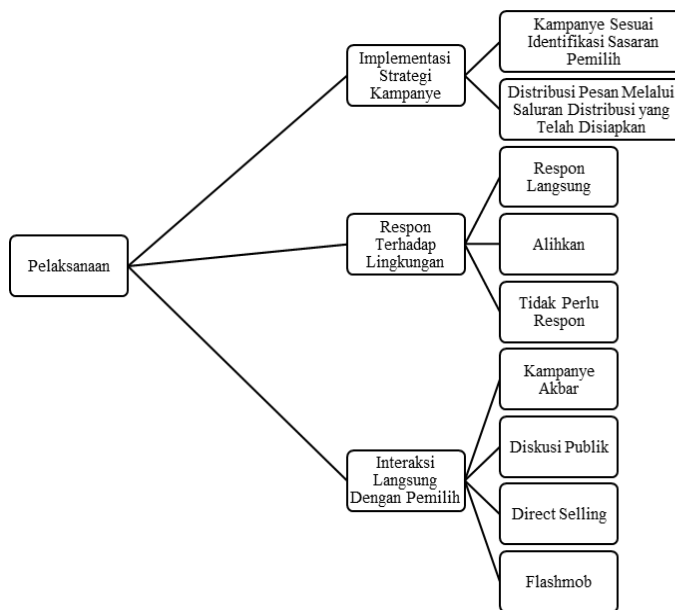 Pelaksanaan
Implementasi
Strategi
Kampanye
Kampanye Sesuai
Identifikasi Sasaran
Pemilih
Distribusi Pesan Melalui
Saluran Distribusi yang
Telah Disiapkan
Respon
Terhadap
Lingkungan
Respon
Langsung
Alihkan
Tidak Perlu
Respon
Interaksi
Langsung
Dengan Pemilih
Kampanye
Akbar
Diskusi Publik
Direct Selling
Flashmob